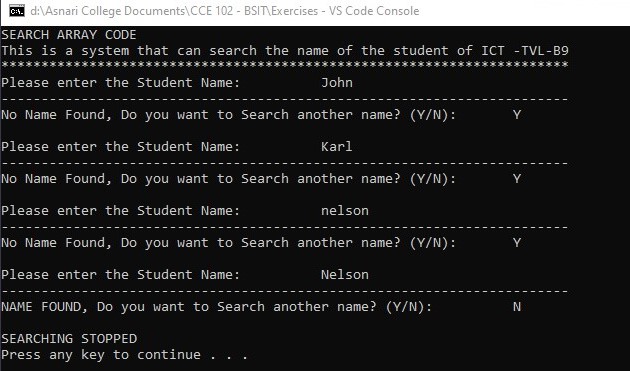 C:\. d:\Asnari College Documents\CCE 102 - BSIT\Exercises - VS Code Console
SEARCH ARRAY CODE
This is a system that can search the name of the student of ICT -TVL-B9
***********************************************************************
Please enter the Student Name: John
-----------------------------------------------------------------------
No Name Found, Do you want to Search another name? (Y/N): Y
Please enter the Student Name: Karl
-----------------------------------------------------------------------
No Name Found, Do you want to Search another name? (Y/N): Y
Please enter the Student Name: nelson
-----------------------------------------------------------------------
No Name Found, Do you want to Search another name? (Y/N): Y
Please enter the Student Name: Nelson
-----------------------------------------------------------------------
NAME FOUND, Do you want to Search another name? (Y/N): N
SEARCHING STOPPED
Press any key to continue . . .